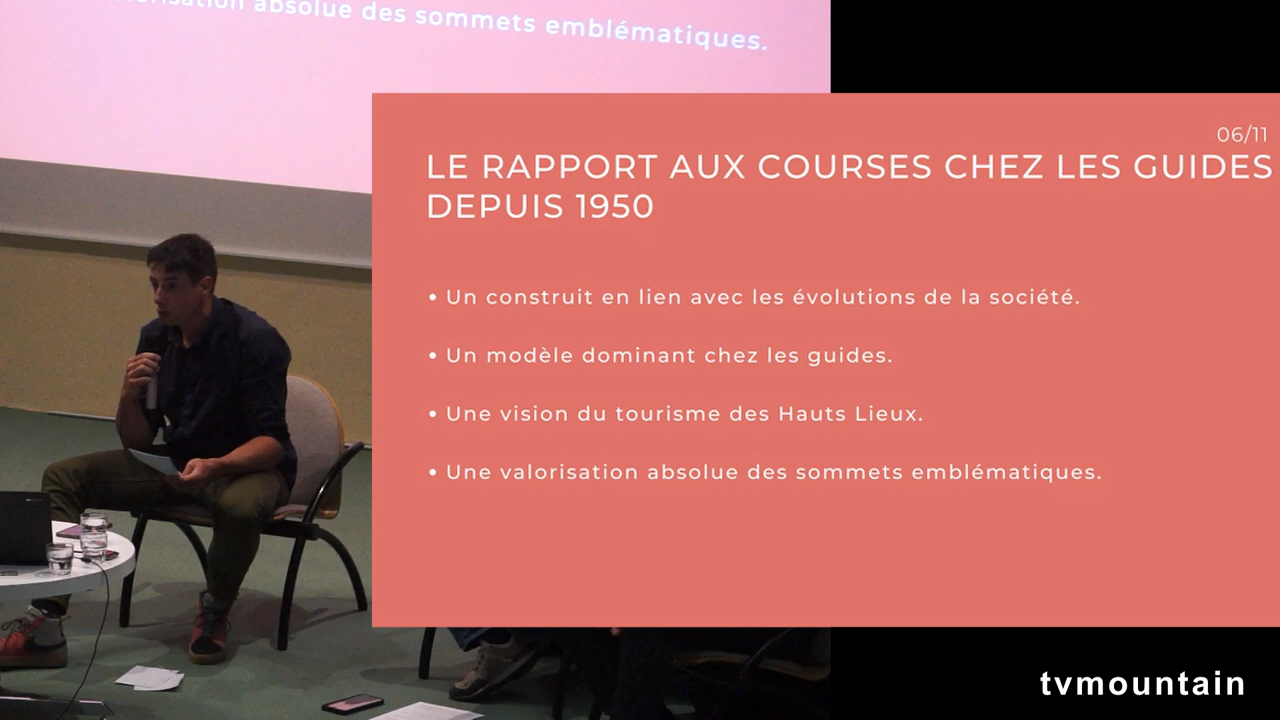 absolue des sommets emblématiques.
06/11
LE RAPPORT AUX COURSES CHEZ LES GUIDES
DEPUIS 1950
• Un construit en lien avec les évolutions de la société.
• Un modèle dominant chez les guides.
• Une vision du tourisme des Hauts Lieux.
• Une valorisation absolue des sommets emblématiques.
tvmountain